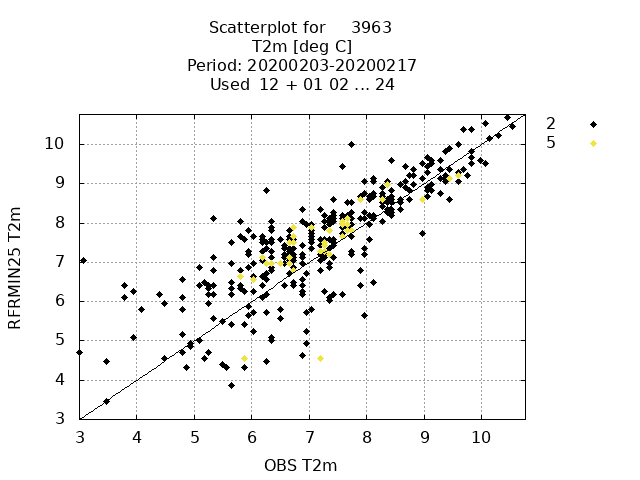 Scatterplot for 3963
T2m [deg C]
Period: 20200203-20200217
Used 12 + 01 02 ... 24
2
5
RFRMIN25 T2m
10
9
8
7
6
5
4
3
3 4 5 6 7 8 9 10
OBS T2m